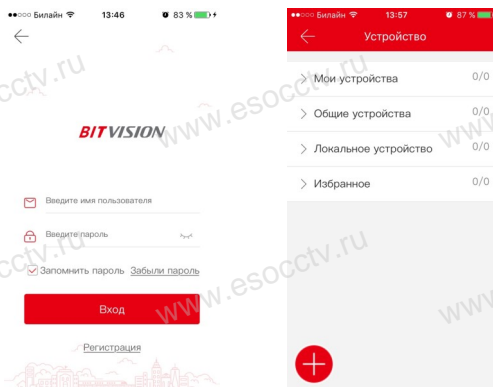 Билайн 13:46 83 %
www.esocctv.ru
BITVISION
Введите имя пользователя
Введите пароль
Запомнить пароль Забыли пароль
Вход
Регистрация
Билайн 13:57 87 %
Устройство
Мои устройства 0/0
Общие устройства 0/0
Локальное устройство 0/0
Избранное 0/0